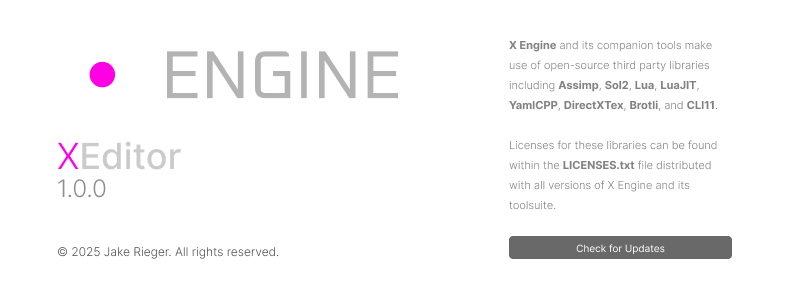 ENGINE
XEditor
1.0.0
© 2025 Jake Rieger. All rights reserved.
X Engine and its companion tools make
use of open-source third party libraries
including Assimp, Sol2, Lua, LuaJIT,
YamlCPP, DirectXTex, Brotli, and CLI11.
Licenses for these libraries can be found
within the LICENSES.txt file distributed
with all versions of X Engine and its
toolsuite.
Check for Updates